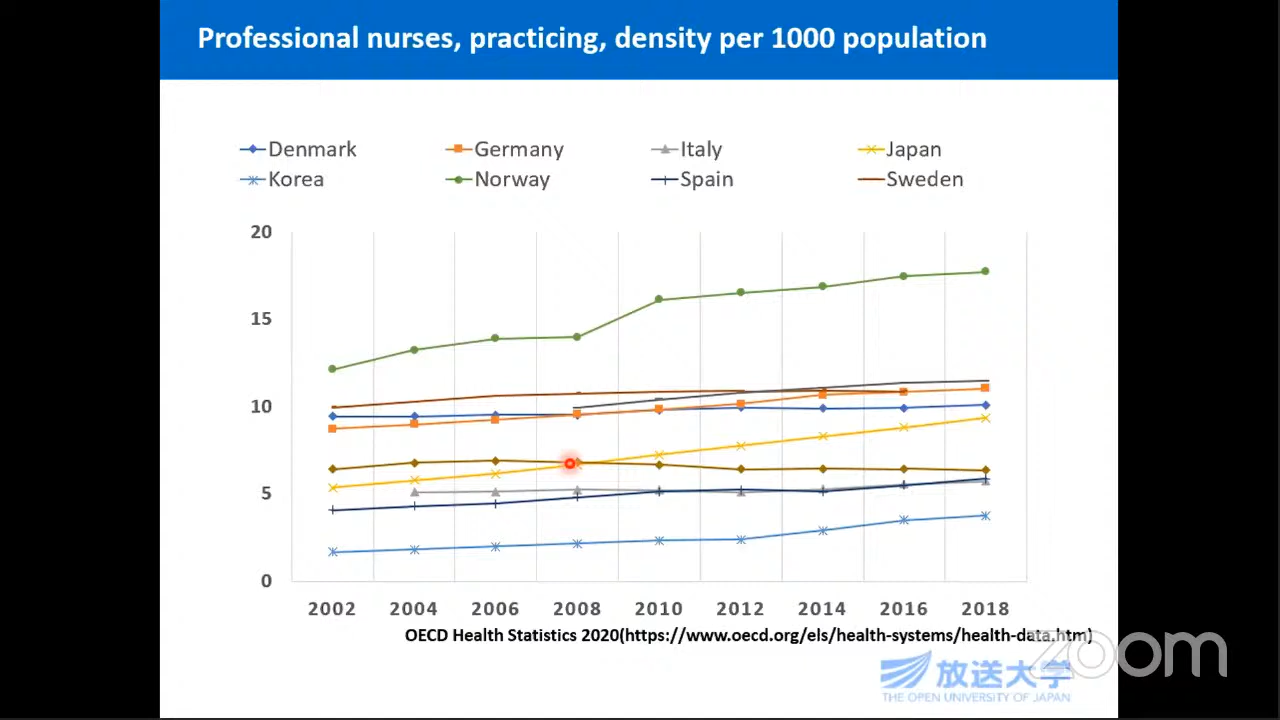 Professional nurses, practicing, density per 1000 population
Denmark Germany Italy Japan
Korea Norway Spain Sweden
20
15
10
5
0
2002 2004 2006 2008 2010 2012 2014 2016 2018
OECD Health Statistics 2020(https://www.oecd.org/els/health-systems/health-data.htm)
zoom
放送大学
THE OPEN UNIVERSITY OF JAPAN